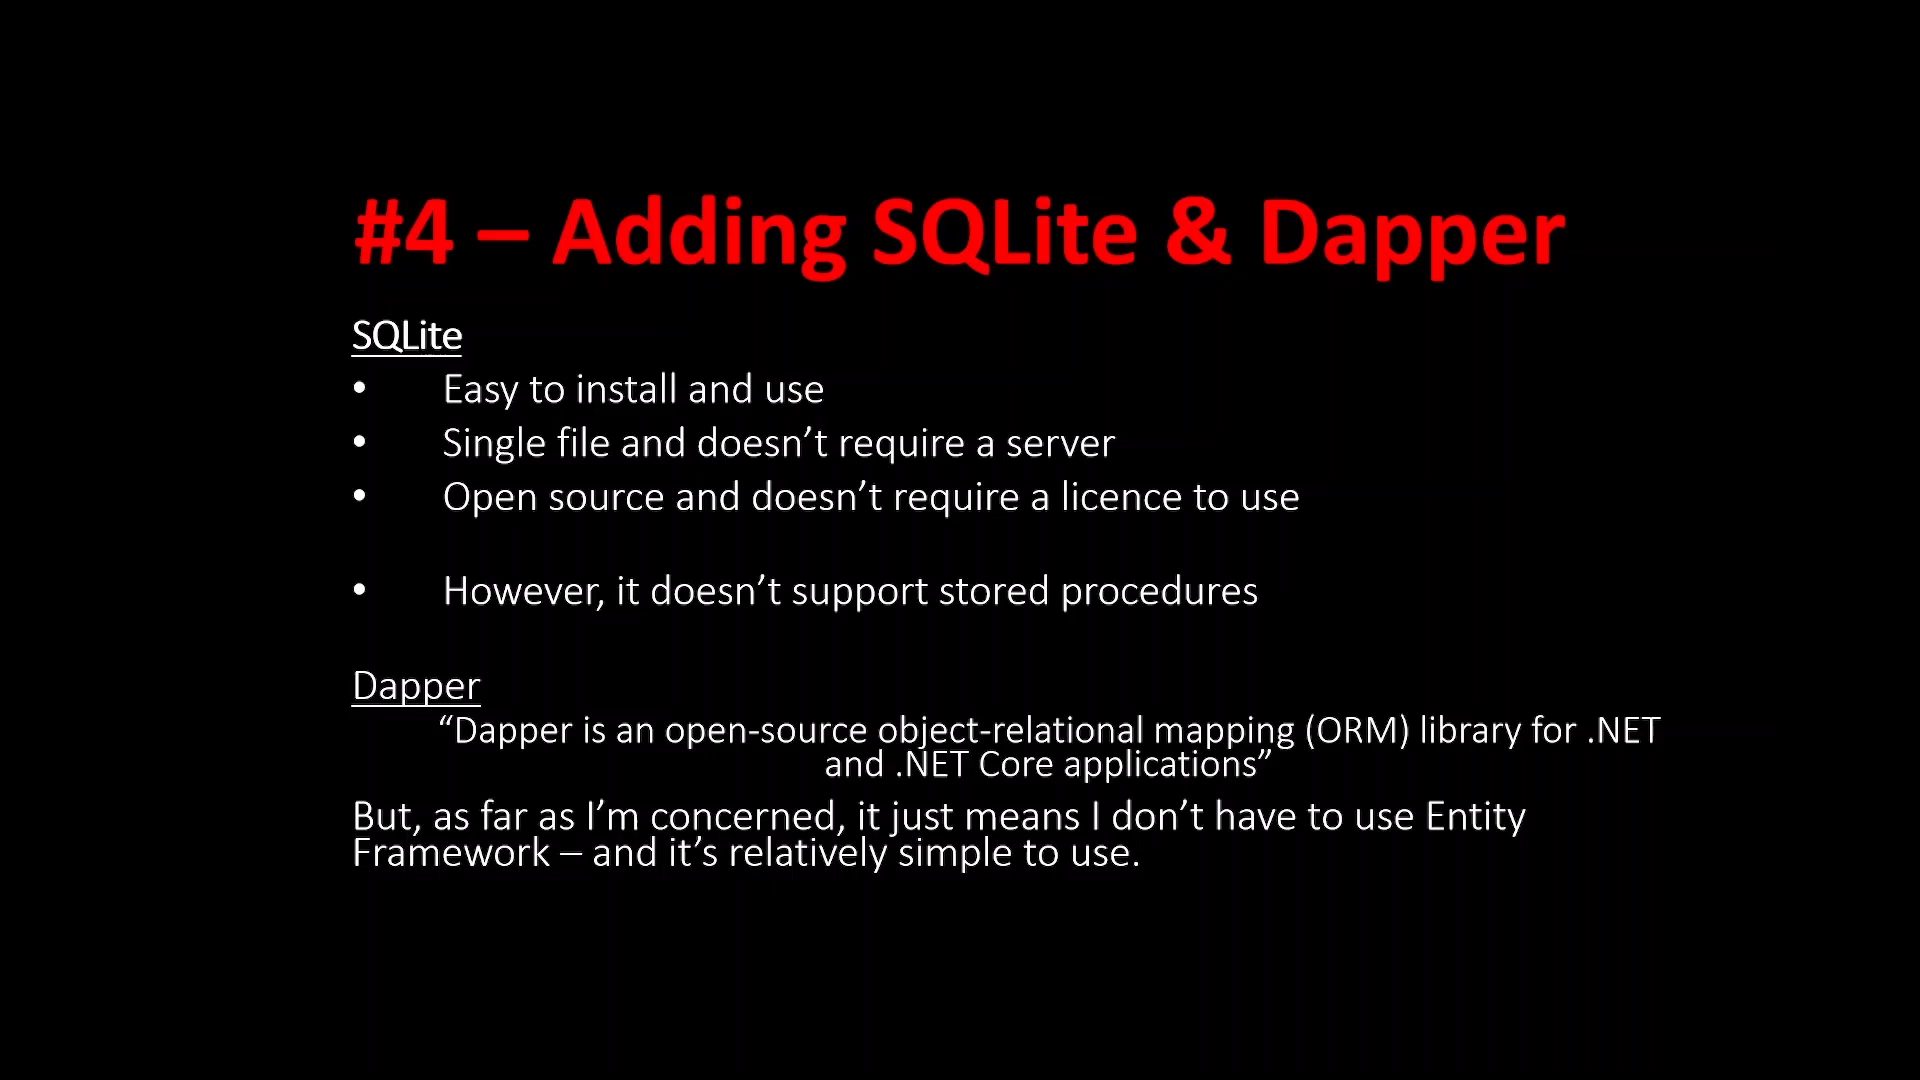 #4 – Adding SQLite & Dapper
SQLite
• Easy to install and use
• Single file and doesn’t require a server
• Open source and doesn’t require a licence to use
• However, it doesn’t support stored procedures
Dapper
“Dapper is an open-source object-relational mapping (ORM) library for .NET
and .NET Core applications”
But, as far as I’m concerned, it just means I don’t have to use Entity
Framework – and it’s relatively simple to use.